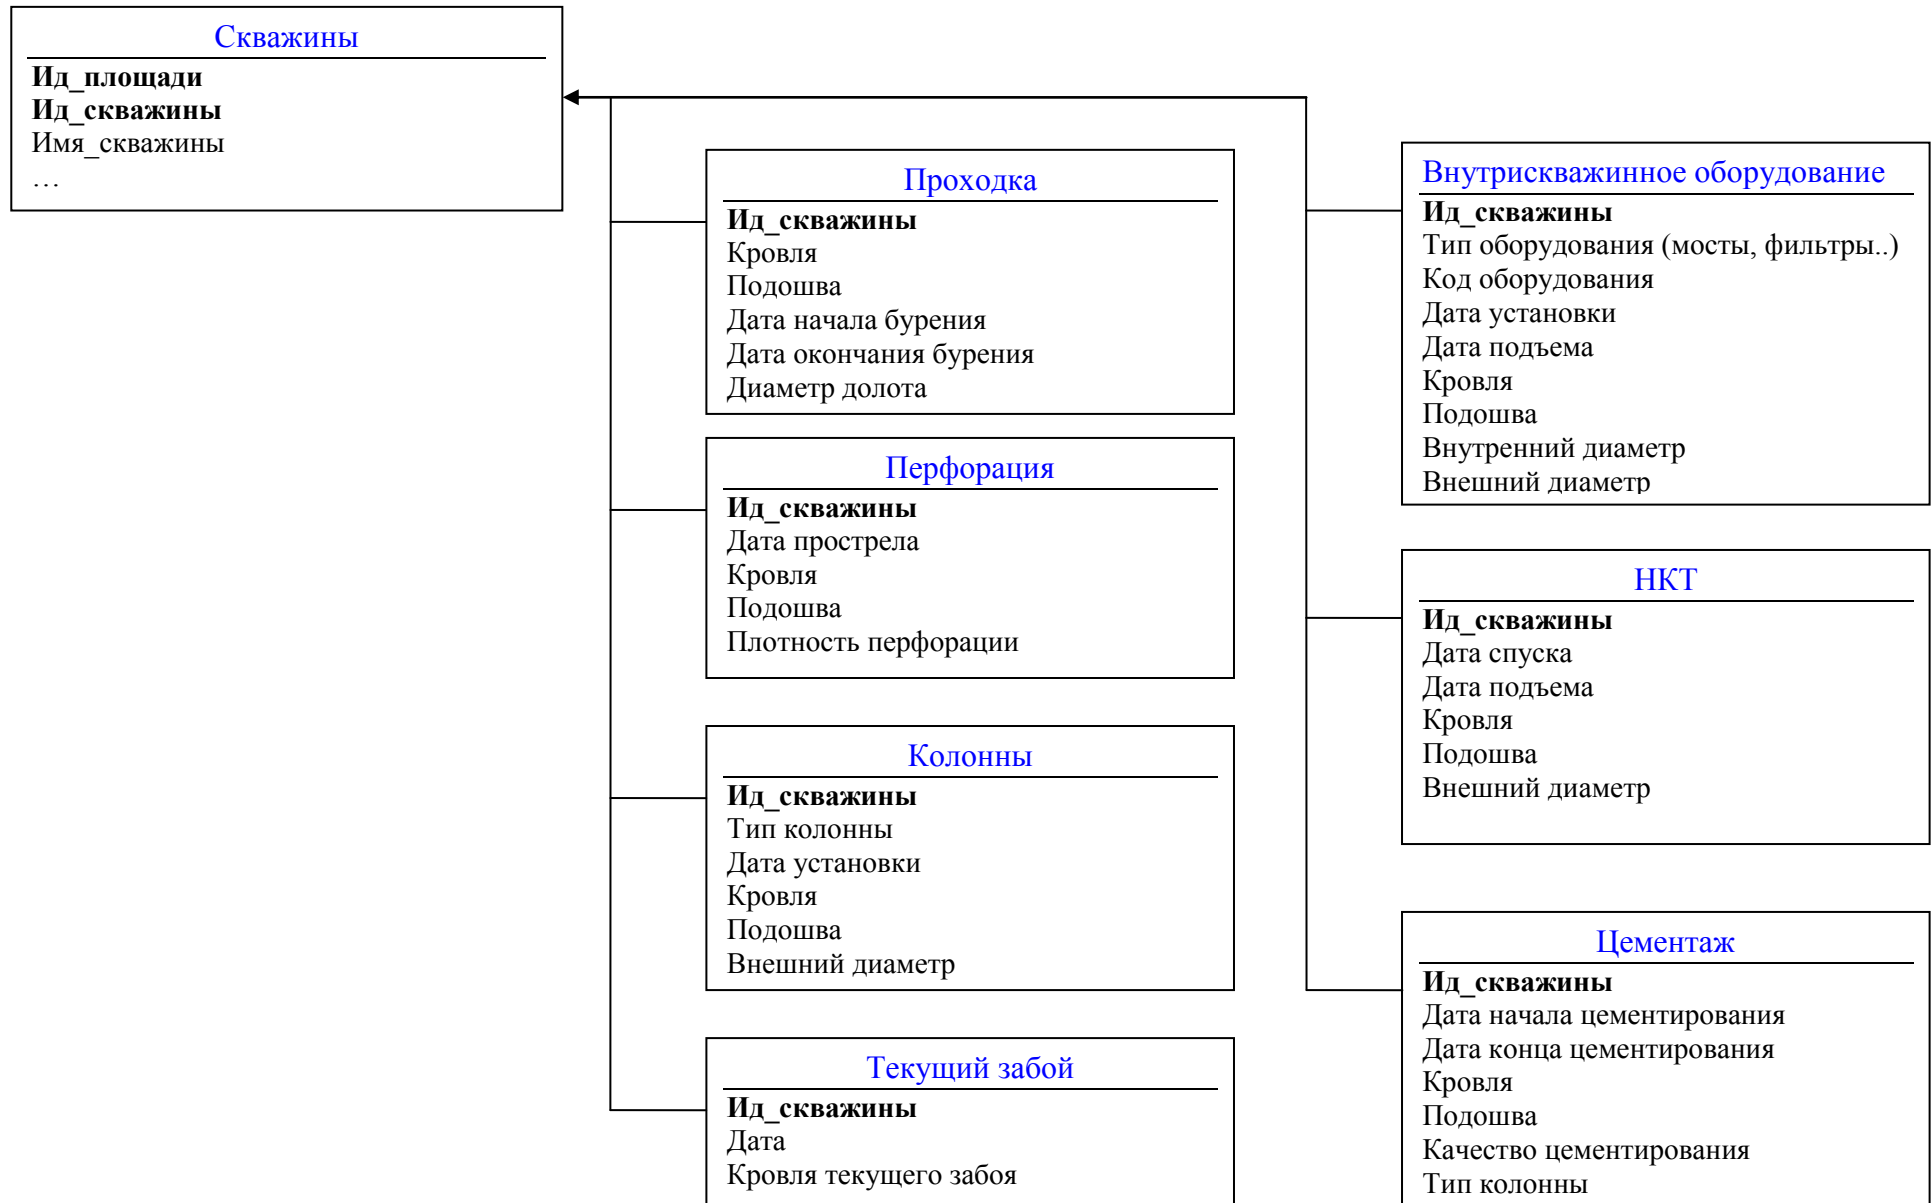 Скважины
Ид_площади
Ид_скважины
Имя_скважины
…
Проходка
Ид_скважины
Кровля
Подошва
Дата начала бурения
Дата окончания бурения
Диаметр долота
Перфорация
Ид_скважины
Дата прострела
Кровля
Подошва
Плотность перфорации
Колонны
Ид_скважины
Тип колонны
Дата установки
Кровля
Подошва
Внешний диаметр
Текущий забой
Ид_скважины
Дата
Кровля текущего забоя
Внутрискважинное оборудование
Ид_скважины
Тип оборудования (мосты, фильтры..)
Код оборудования
Дата установки
Дата подъема
Кровля
Подошва
Внутренний диаметр
Внешний диаметр
НКТ
Ид_скважины
Дата спуска
Дата подъема
Кровля
Подошва
Внешний диаметр
Цементаж
Ид_скважины
Дата начала цементирования
Дата конца цементирования
Кровля
Подошва
Качество цементирования
Тип колонны